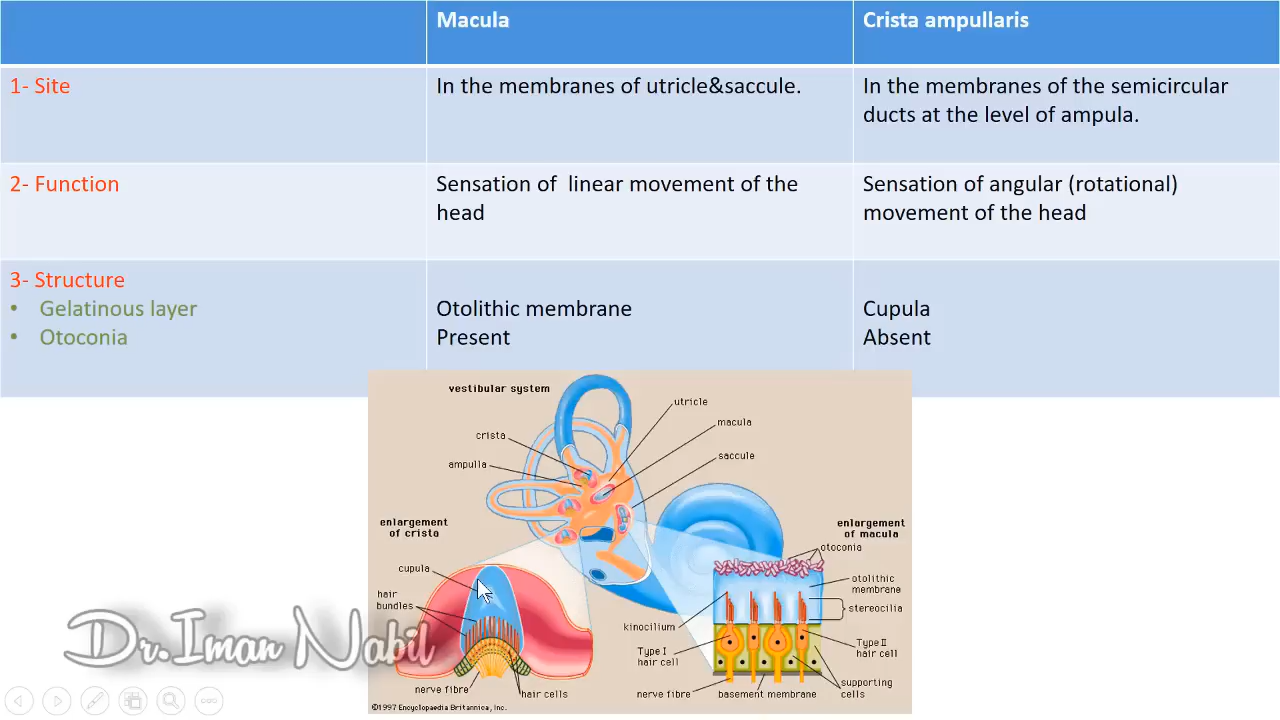 Macula
Crista ampullaris
1- Site
In the membranes of utricle&saccule.
In the membranes of the semicircular
ducts at the level of ampula.
2- Function
Sensation of  linear movement of the
head
Sensation of angular (rotational)
movement of the head
3- Structure
• Gelatinous layer
Otolithic membrane
Cupula
• Otoconia
Present
Absent
vestibular system
utricle
macula
saccule
crista
ampulla
enlargement
of crista
enlargement
of macula
cupula
hair
bundles
nerve fibre
hair cells
otoconia
otolithic
membrane
stereocilia
kinocilium
Type I
hair cell
Type II
hair cell
supporting
cells
nerve fibre
basement membrane
©1997 Encyclopaedia Britannica, Inc.
Dr.Iman Nabil